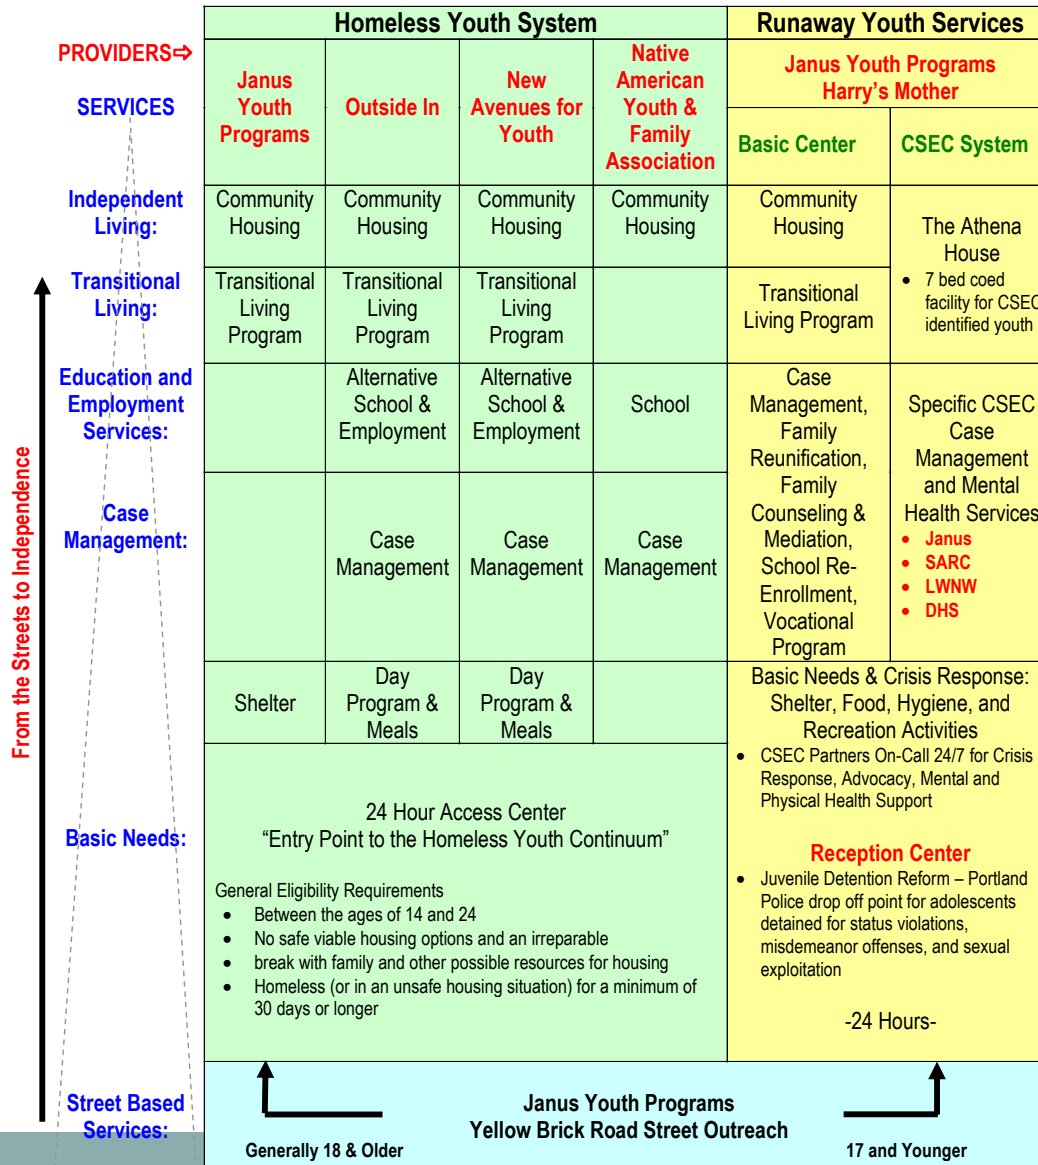 Homeless Youth System
Runaway Youth Services
PROVIDERS⇨
SERVICES
Janus
Youth
Programs
Outside In
New
Avenues for
Youth
Native
American
Youth &
Family
Association
Janus Youth Programs
Harry’s Mother
Basic Center
CSEC System
Independent
Living:
Community
Housing
Community
Housing
Community
Housing
Community
Housing
Community
Housing
The Athena
House
• 7 bed coed
facility for CSEC
identified youth
Transitional
Living:
Transitional
Living
Program
Transitional
Living
Program
Transitional
Living
Program
Transitional
Living Program
Education and
Employment
Services:
Alternative
School &
Employment
Alternative
School &
Employment
School
Case
Management,
Family
Reunification,
Family
Counseling &
Mediation,
School Re-
Enrollment,
Vocational
Program
Specific CSEC
Case
Management
and Mental
Health Services
• Janus
• SARC
• LWNW
• DHS
Case
Management:
Case
Management
Case
Management
Case
Management
From the Streets to Independence
Shelter
Day
Program &
Meals
Day
Program &
Meals
Basic Needs & Crisis Response:
Shelter, Food, Hygiene, and
Recreation Activities
• CSEC Partners On-Call 24/7 for Crisis
Response, Advocacy, Mental and
Physical Health Support
Reception Center
• Juvenile Detention Reform – Portland
Police drop off point for adolescents
detained for status violations,
misdemeanor offenses, and sexual
exploitation
-24 Hours-
Basic Needs:
24 Hour Access Center
“Entry Point to the Homeless Youth Continuum”
General Eligibility Requirements
• Between the ages of 14 and 24
• No safe viable housing options and an irreparable
• break with family and other possible resources for housing
• Homeless (or in an unsafe housing situation) for a minimum of
30 days or longer
Street Based
Services:
Janus Youth Programs
Yellow Brick Road Street Outreach
Generally 18 & Older
17 and Younger